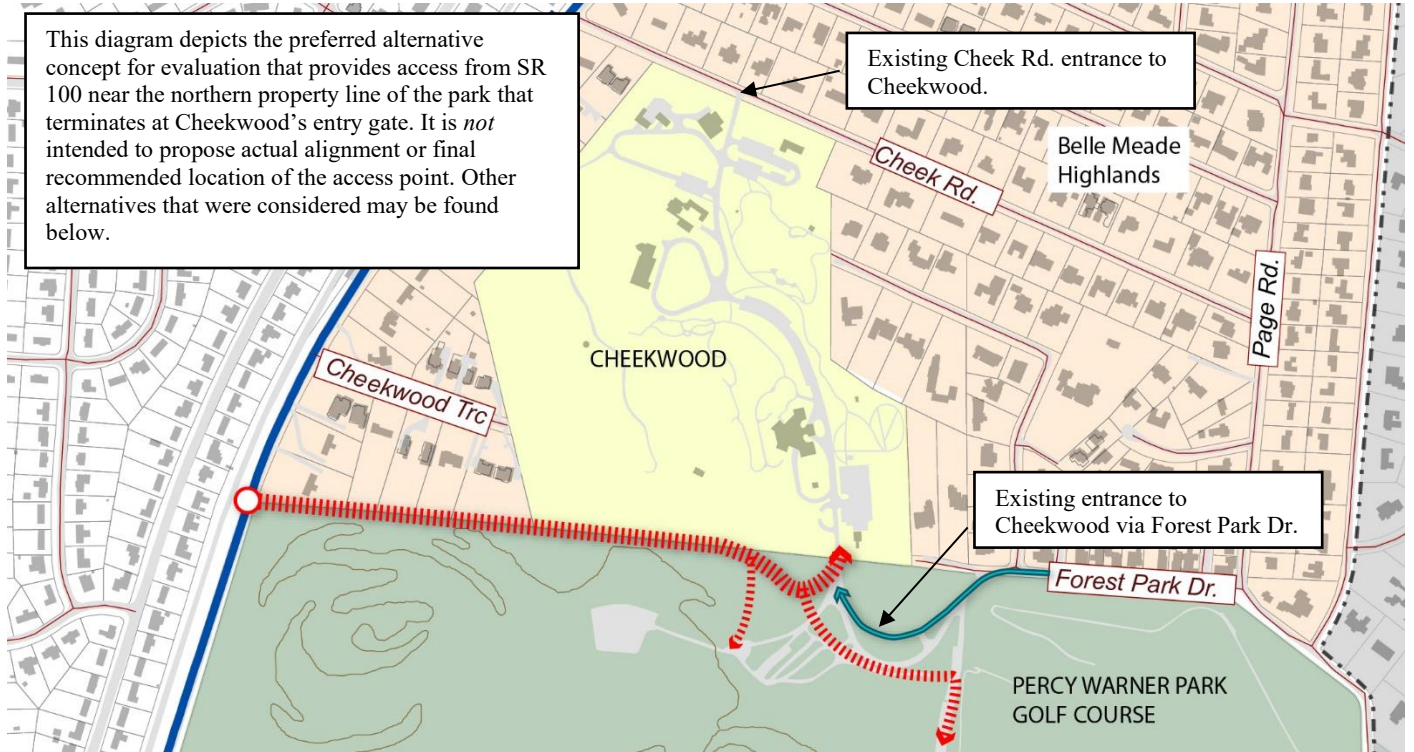 This diagram depicts the preferred alternative
concept for evaluation that provides access from SR
100 near the northern property line of the park that
terminates at Cheekwood’s entry gate. It is not
intended to propose actual alignment or final
recommended location of the access point. Other
alternatives that were considered may be found
below.
Existing Cheek Rd. entrance to
Cheekwood.
Belle Meade
Highlands
Cheek Rd.
Page Rd.
CHEEKWOOD
Cheekwood Trc
Existing entrance to
Cheekwood via Forest Park Dr.
Forest Park Dr.
PERCY WARNER PARK
GOLF COURSE